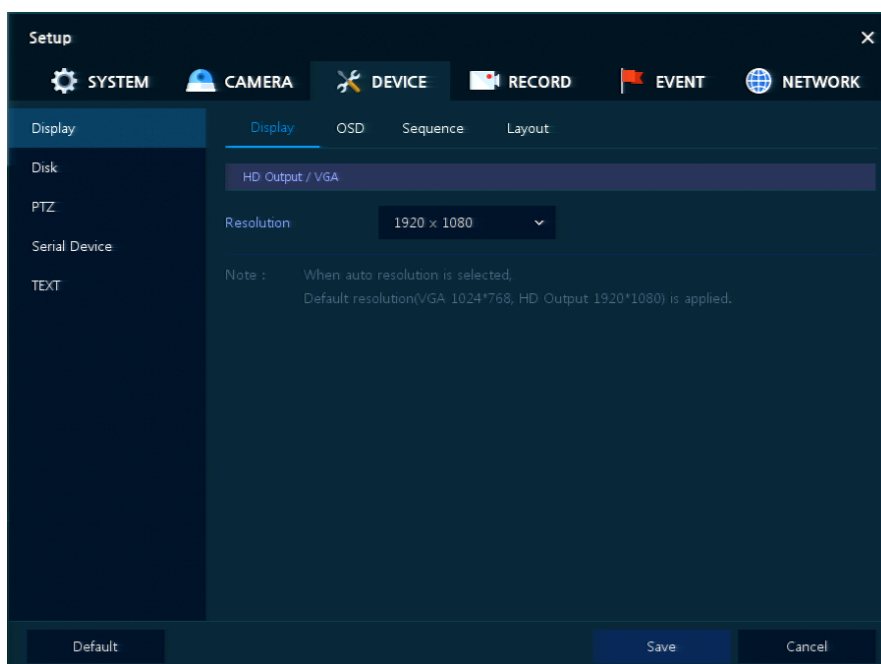 Setup
SYSTEM CAMERA DEVICE RECORD EVENT NETWORK
Display
Disk
PTZ
Serial Device
TEXT
Display OSD Sequence Layout
HD Output / VGA
Resolution 1920 x 1080
Note : When auto resolution is selected,
Default resolution(VGA 1024*768, HD Output 1920*1080) is applied.
Default Save Cancel